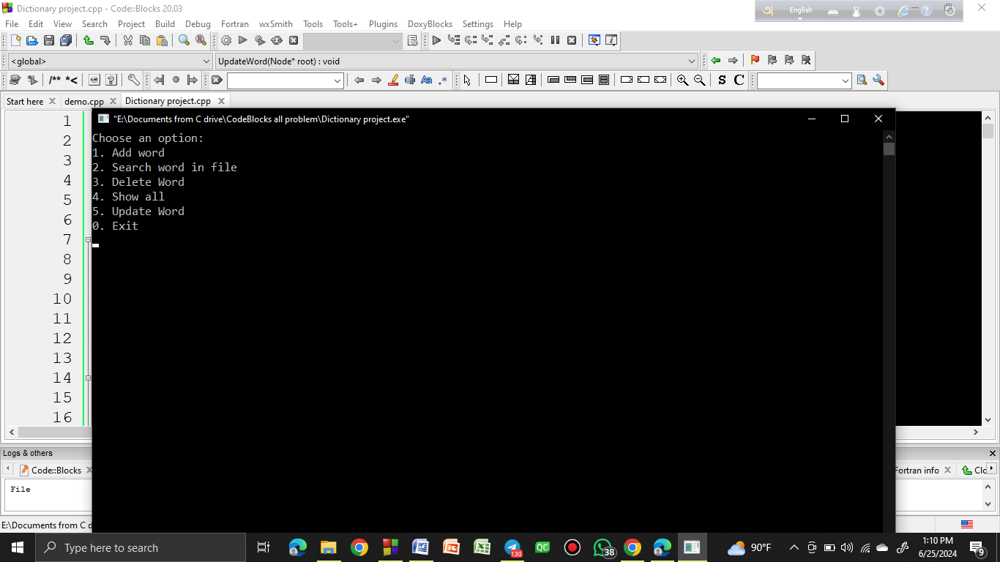 Dictionary project.cpp - Code::Blocks 20.03
English
File Edit View Search Project Build Debug Fortran wxSmith Tools Tools+ Plugins DoxyBlocks Settings Help
<global> UpdateWord(Node* root) : void
/** *< Aa .* S C
Start here demo.cpp Dictionary project.cpp
"E:\Documents from C drive\CodeBlocks all problem\Dictionary project.exe"
Choose an option:
1. Add word
2. Search word in file
3. Delete Word
4. Show all
5. Update Word
0. Exit
1
2
3
4
5
6
7
8
9
10
11
12
13
14
15
16
Logs & others
Code::Blocks Fortran info Clo
File
E:\Documents from C d
Type here to search
130
QC
38
90°F
1:10 PM
6/25/2024
9